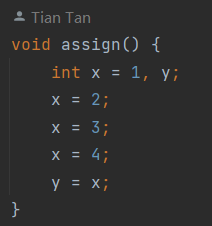 Tian Tan
void assign() {
    int x = 1, y;
    x = 2;
    x = 3;
    x = 4;
    y = x;
}